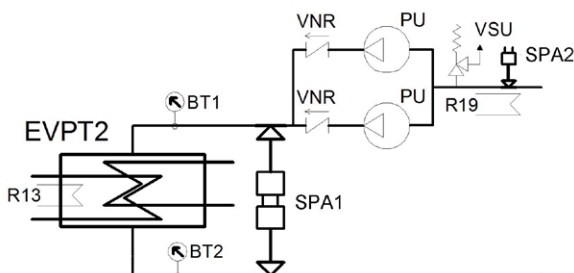 VNR
PU
VSU
SPA2
BT1
VNR
PU
R19
EVPT2
R13
SPA1
BT2